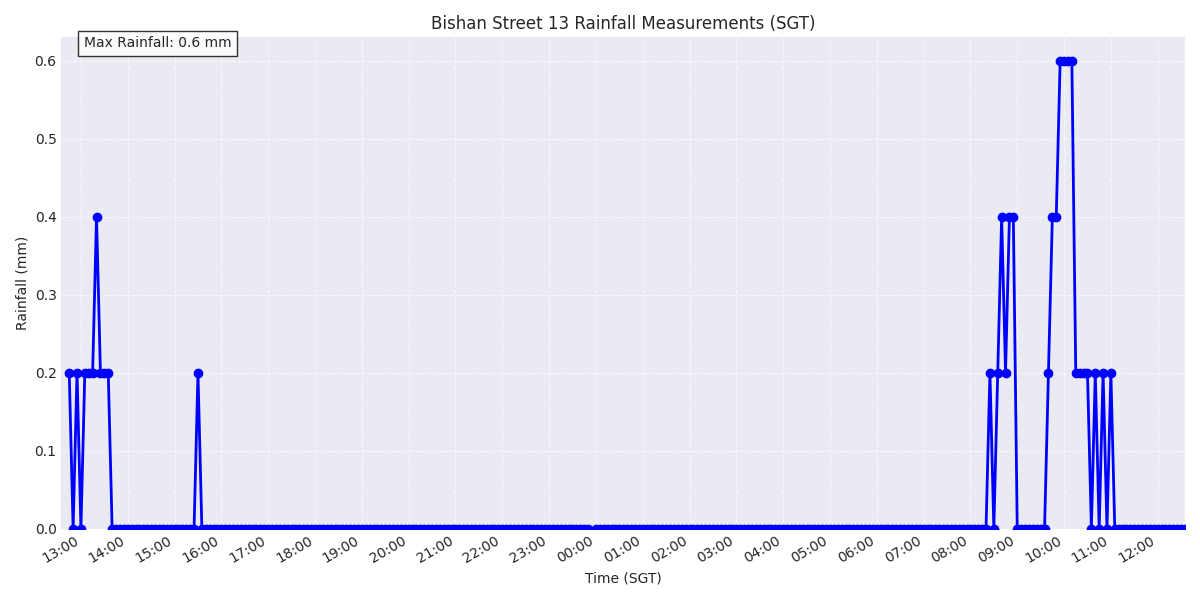 Bishan Street 13 Rainfall Measurements (SGT)
Max Rainfall: 0.6 mm
0.6
0.5
0.4
0.3
0.2
0.1
0.0
Rainfall (mm)
13:00 14:00 15:00 16:00 17:00 18:00 19:00 20:00 21:00 22:00 23:00 00:00 01:00 02:00 03:00 04:00 05:00 06:00 07:00 08:00 09:00 10:00 11:00 12:00
Time (SGT)